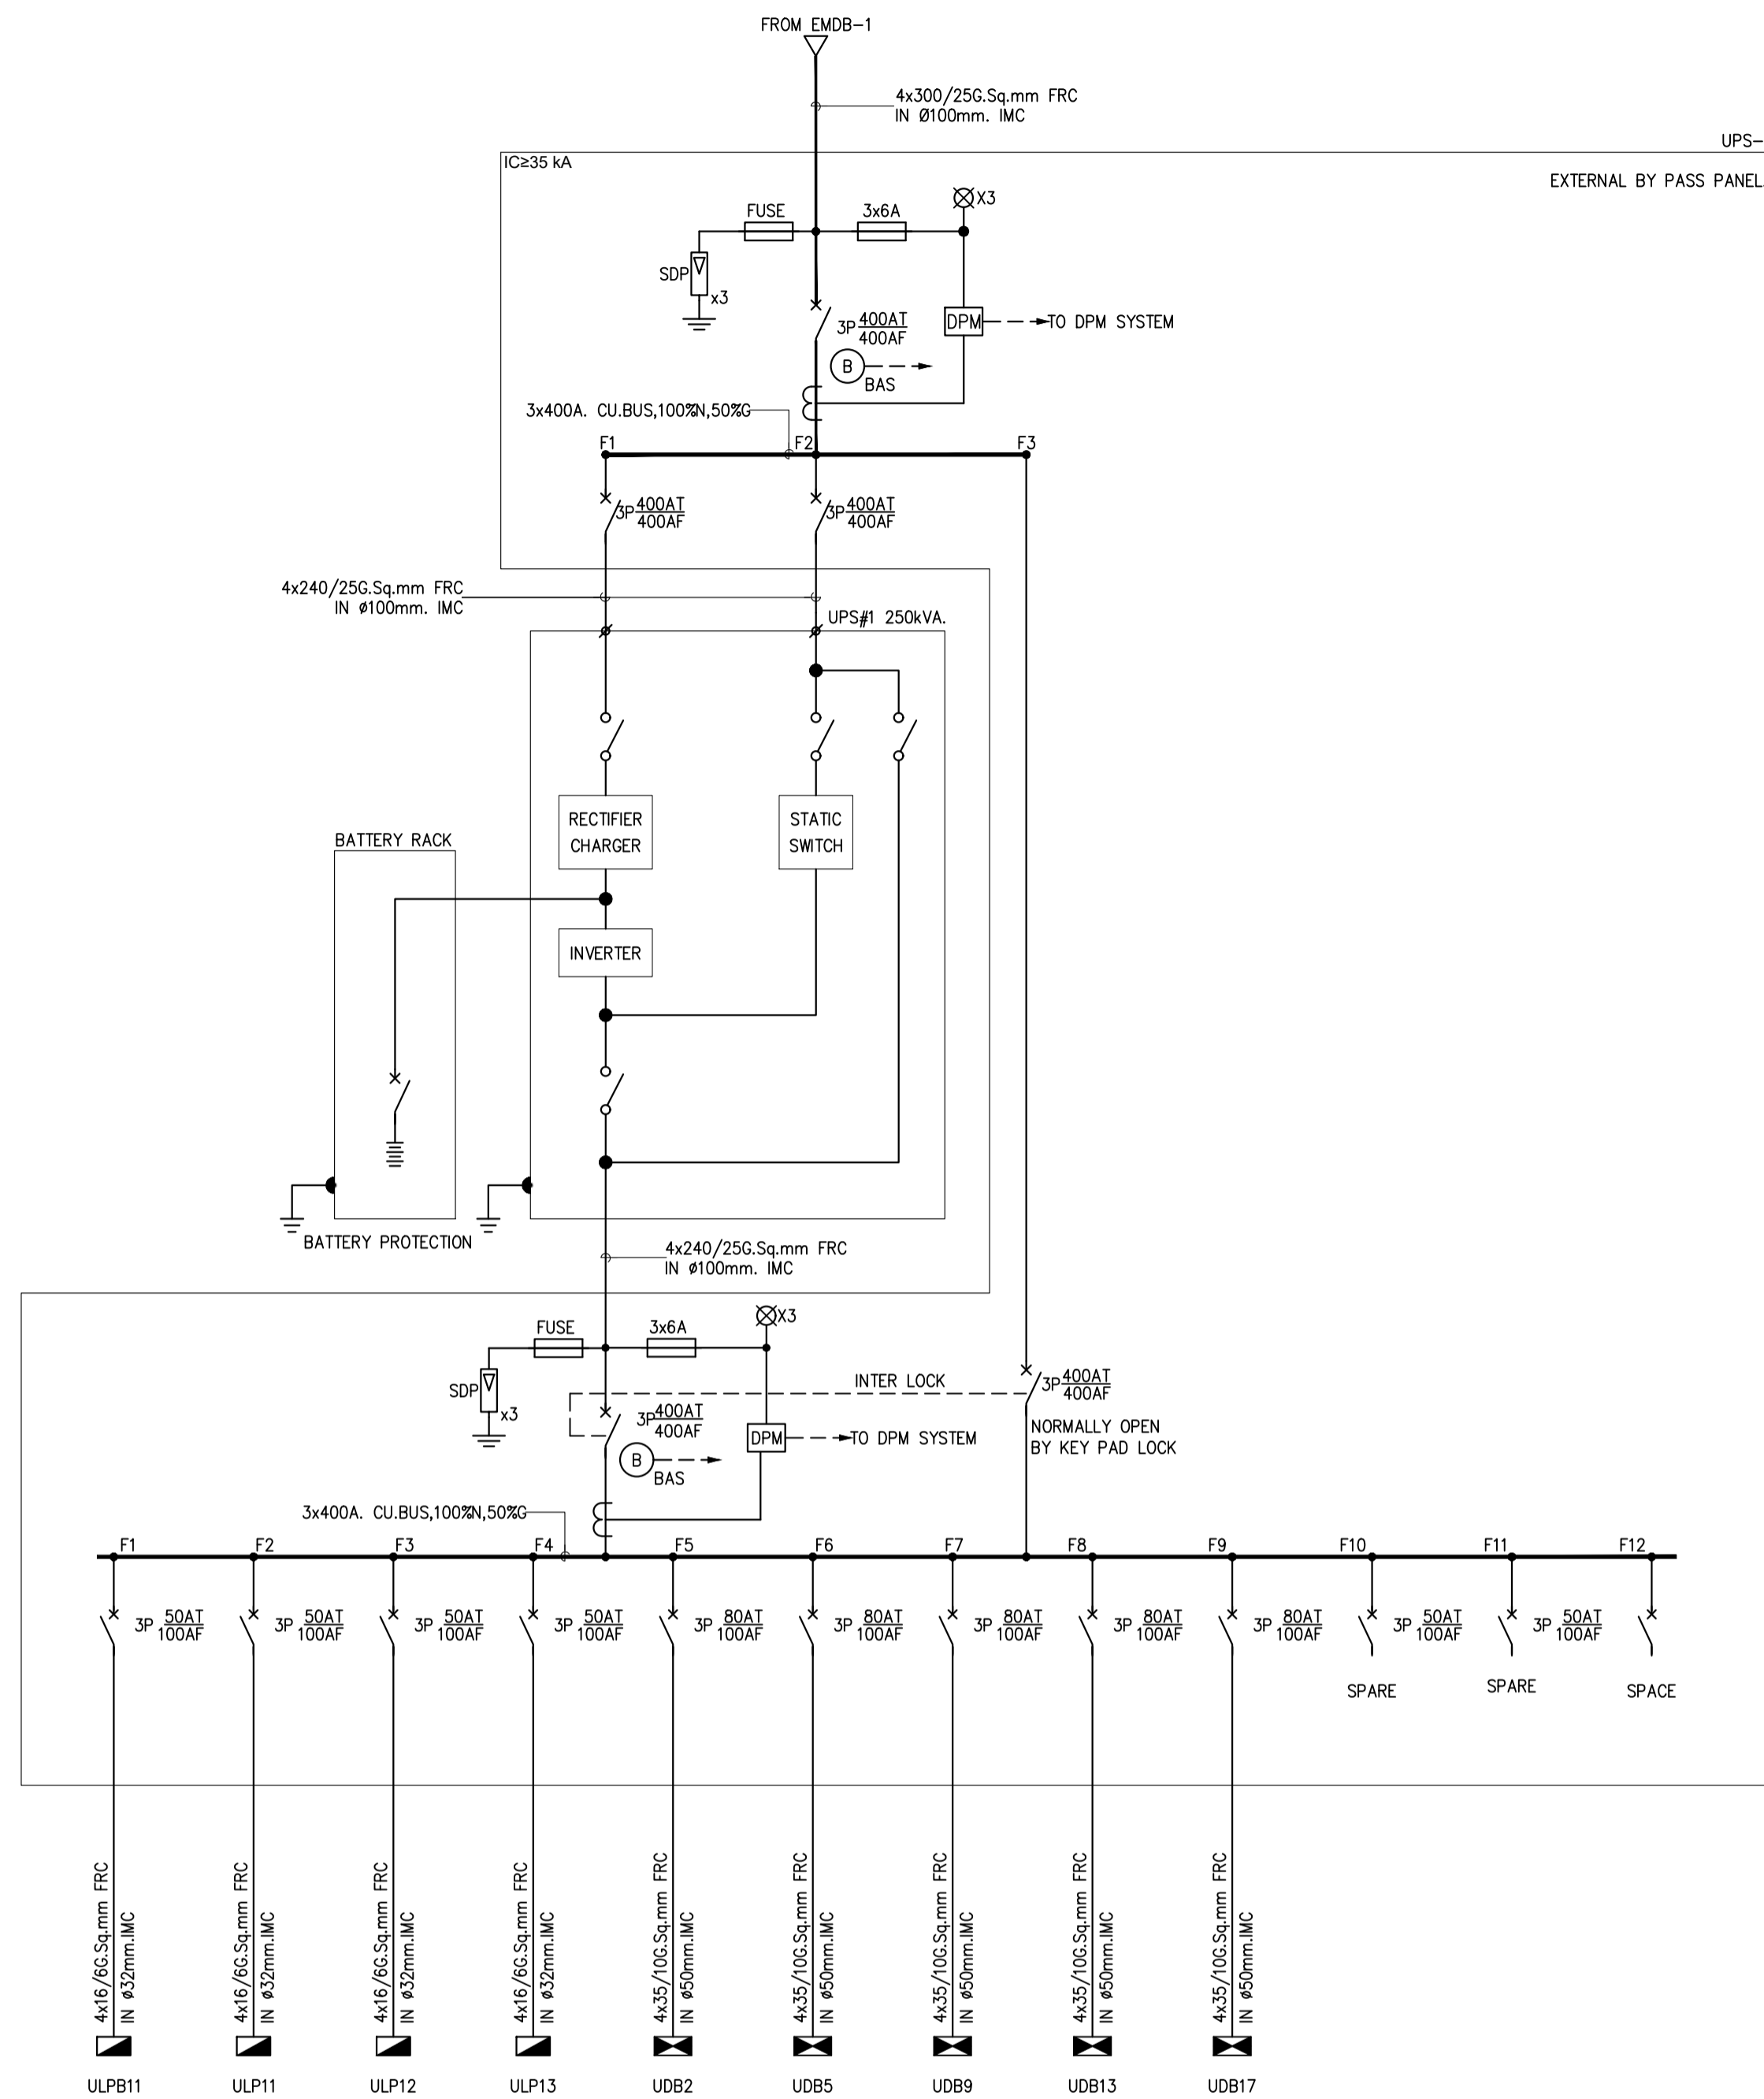 FROM EMDB-1
4x300/25G.Sq.mm FRC
IN Ø100mm. IMC
UPS-
IC≥35 kA
EXTERNAL BY PASS PANEL.
X3
FUSE
3x6A
SDP
x3
3P 400AT
400AF
DPM
TO DPM SYSTEM
B
BAS
3x400A. CU.BUS,100%N,50%G
F1
F2
F3
3P 400AT
400AF
3P 400AT
400AF
4x240/25G.Sq.mm FRC
IN ø100mm. IMC
UPS#1 250kVA.
RECTIFIER
CHARGER
STATIC
SWITCH
BATTERY RACK
INVERTER
BATTERY PROTECTION
4x240/25G.Sq.mm FRC
IN ø100mm. IMC
X3
FUSE
3x6A
SDP
x3
INTER LOCK
3P 400AT
400AF
3P 400AT
400AF
NORMALLY OPEN
BY KEY PAD LOCK
DPM
TO DPM SYSTEM
B
BAS
3x400A. CU.BUS,100%N,50%G
F1
F2
F3
F4
F5
F6
F7
F8
F9
F10
F11
F12
3P 50AT
100AF
3P 50AT
100AF
3P 50AT
100AF
3P 50AT
100AF
3P 80AT
100AF
3P 80AT
100AF
3P 80AT
100AF
3P 80AT
100AF
3P 80AT
100AF
3P 50AT
100AF
3P 50AT
100AF
SPARE
SPARE
SPACE
4x16/6G.Sq.mm FRC
IN ø32mm.IMC
4x16/6G.Sq.mm FRC
IN ø32mm.IMC
4x16/6G.Sq.mm FRC
IN ø32mm.IMC
4x16/6G.Sq.mm FRC
IN ø32mm.IMC
4x35/10G.Sq.mm FRC
IN ø50mm.IMC
4x35/10G.Sq.mm FRC
IN ø50mm.IMC
4x35/10G.Sq.mm FRC
IN ø50mm.IMC
4x35/10G.Sq.mm FRC
IN ø50mm.IMC
4x35/10G.Sq.mm FRC
IN ø50mm.IMC
ULPB11
ULP11
ULP12
ULP13
UDB2
UDB5
UDB9
UDB13
UDB17